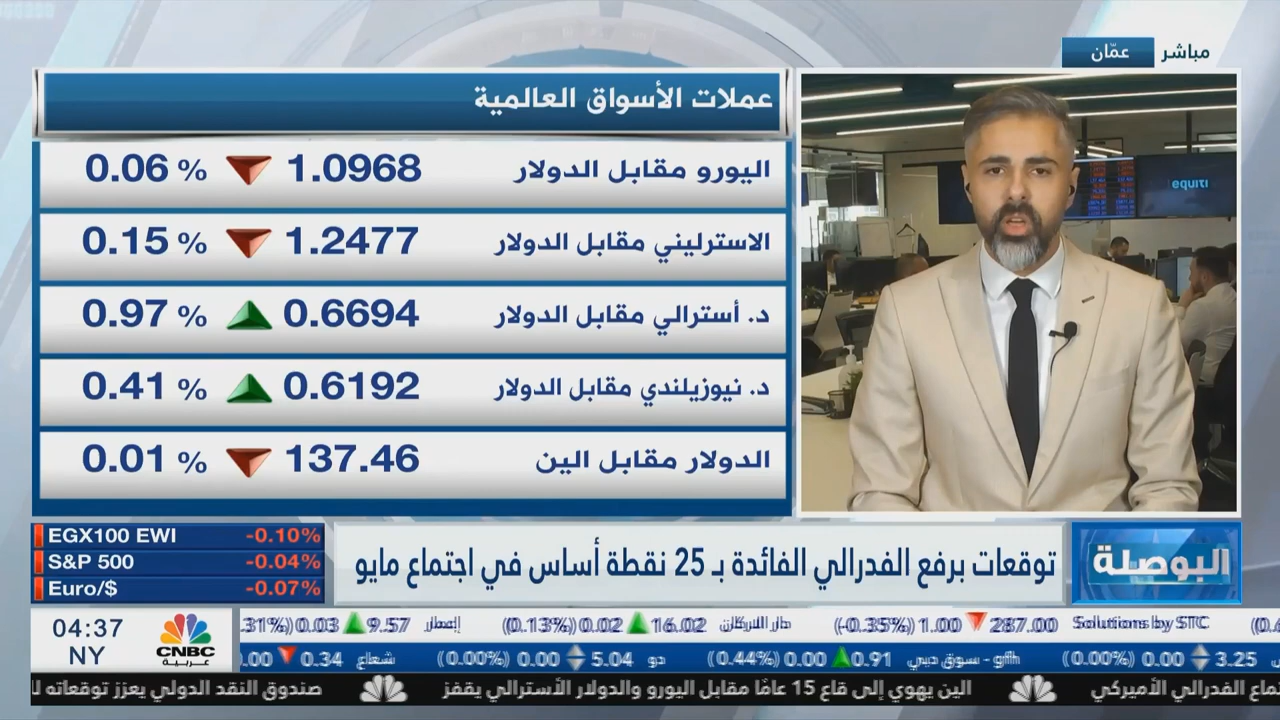 مباشر عمّان
عملات الأسواق العالمية
اليورو مقابل الدولار 1.0968 0.06 %
الاسترليني مقابل الدولار 1.2477 0.15 %
د. أسترالي مقابل الدولار 0.6694 0.97 %
د. نيوزيلندي مقابل الدولار 0.6192 0.41 %
الدولار مقابل الين 137.46 0.01 %
equiti
البوصلة
توقعات برفع الفدرالي الفائدة بـ 25 نقطة أساس في اجتماع مايو
EGX100 EWI -0.10%
S&P 500 -0.04%
Euro/$ -0.07%
04:37
NY
CNBC
عربية
Solutions by STC 287.00 1.00 (-0.35%) دار الاركان 16.02 0.02 (0.13%) إعمار 9.57 0.03
3.25 0.00 (0.00%) gfh - سوق دبي 0.91 0.00 (0.44%) دو 5.04 0.00 (0.00%) شعاع 0.34
الفدرالي الأميركي الين يهوي إلى قاع 15 عامًا مقابل اليورو والدولار الأسترالي يقفز صندوق النقد الدولي يعزز توقعاته